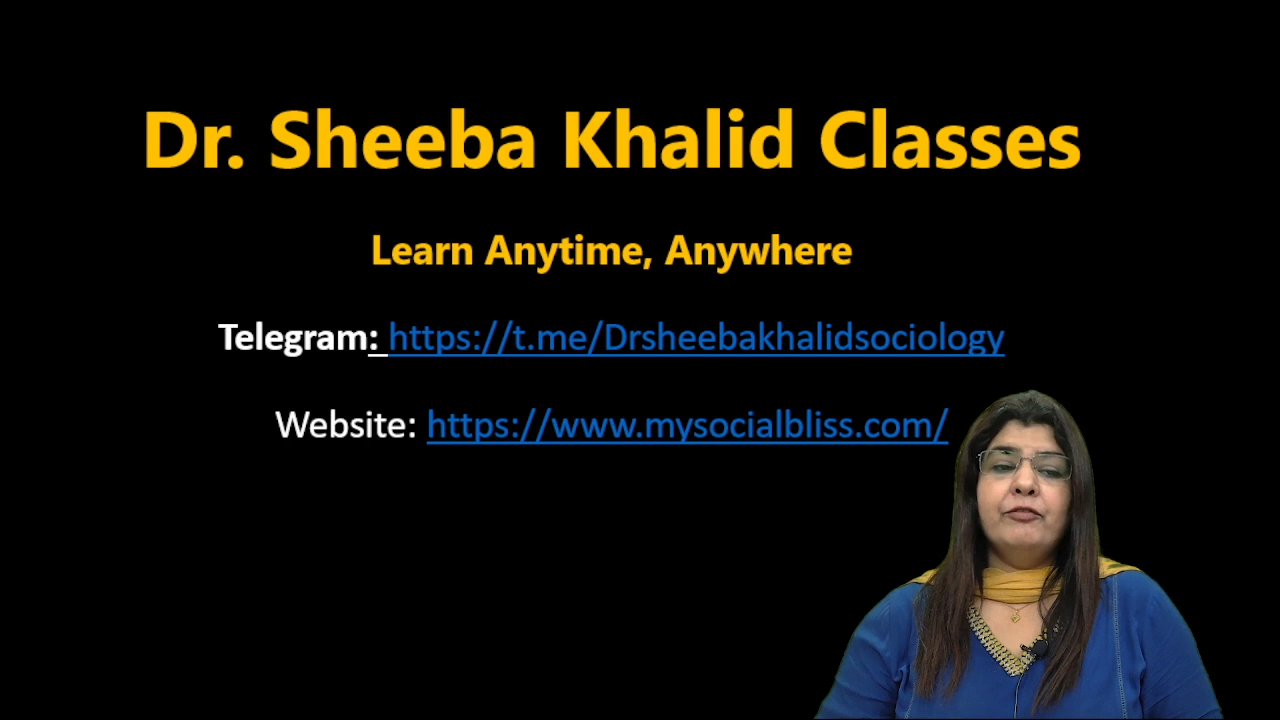 Dr. Sheeba Khalid Classes
Learn Anytime, Anywhere
Telegram: https://t.me/Drsheebakhalidsociology
Website: https://www.mysocialbliss.com/